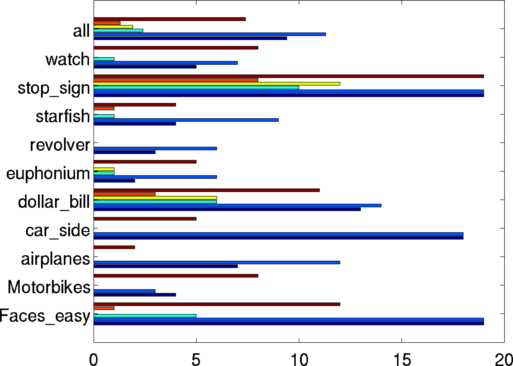 all
watch
stop_sign
starfish
revolver
euphonium
dollar_bill
car_side
airplanes
Motorbikes
Faces_easy
0 5 10 15 20